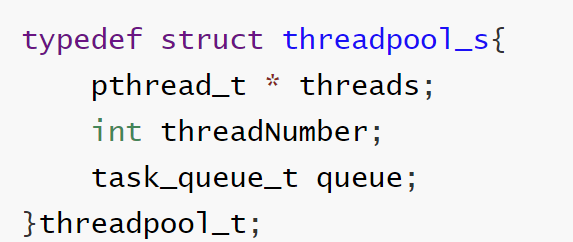 typedef struct threadpool_s{
    pthread_t * threads;
    int threadNumber;
    task_queue_t queue;
}threadpool_t;